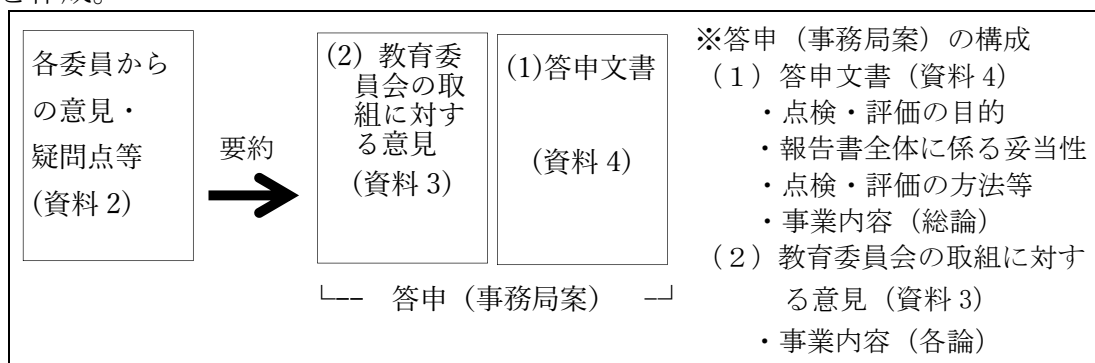 各委員から
の意見・
疑問点等
(資料 2)
要約
(2) 教育委
員会の取
組に対す
る意見
(資料 3)
(1)答申文書
(資料 4)
└-- 答申（事務局案） -┘
※答申（事務局案）の構成
（１）答申文書（資料 4）
・点検・評価の目的
・報告書全体に係る妥当性
・点検・評価の方法等
・事業内容（総論）
（２）教育委員会の取組に対す
る意見（資料 3）
・事業内容（各論）